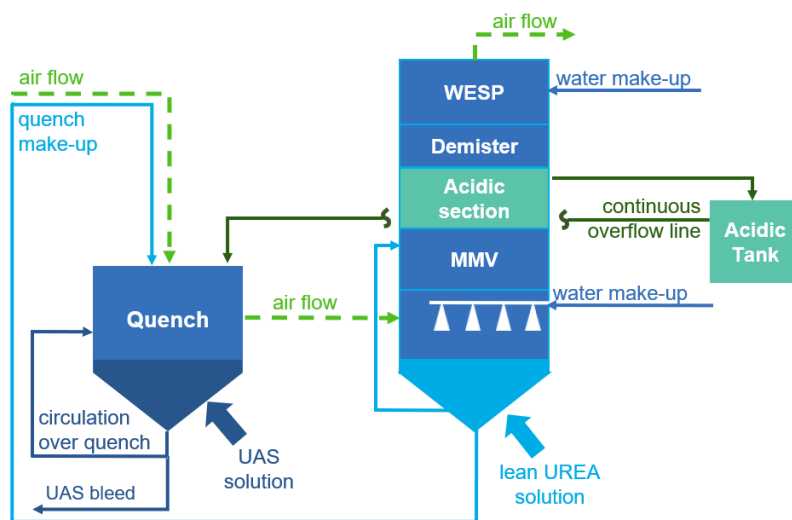 air flow
air flow
quench
make-up
WESP
water make-up
Demister
Acidic
section
continuous
overflow line
Acidic
Tank
MMV
Quench
air flow
water make-up
circulation
over quench
UAS
solution
lean UREA
solution
UAS bleed